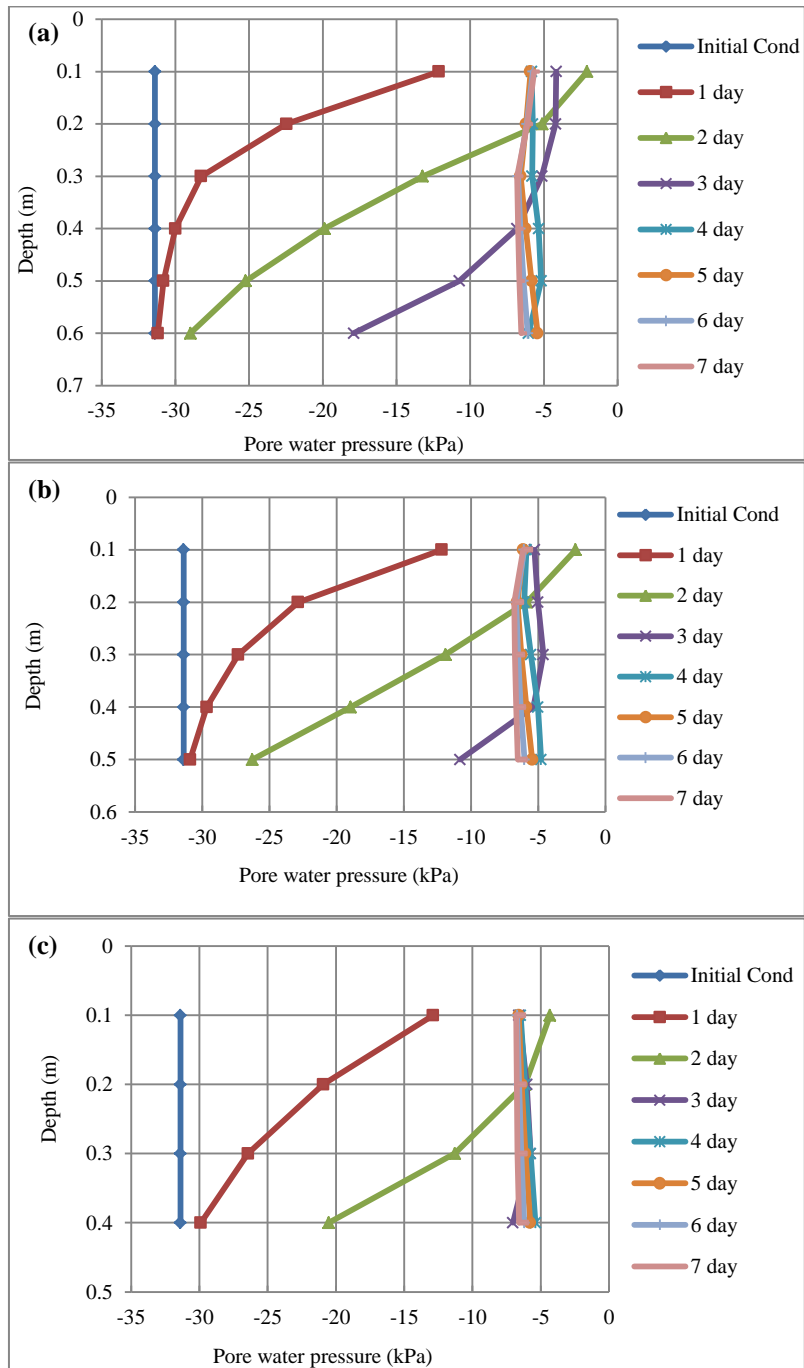 (a)
0
0.1
0.2
0.3
0.4
0.5
0.6
0.7
Depth (m)
-35 -30 -25 -20 -15 -10 -5 0
Pore water pressure (kPa)
Initial Cond
1 day
2 day
3 day
4 day
5 day
6 day
7 day
(b)
0
0.1
0.2
0.3
0.4
0.5
0.6
Depth (m)
-35 -30 -25 -20 -15 -10 -5 0
Pore water pressure (kPa)
Initial Cond
1 day
2 day
3 day
4 day
5 day
6 day
7 day
(c)
0
0.1
0.2
0.3
0.4
0.5
Depth (m)
-35 -30 -25 -20 -15 -10 -5 0
Pore water pressure (kPa)
Initial Cond
1 day
2 day
3 day
4 day
5 day
6 day
7 day